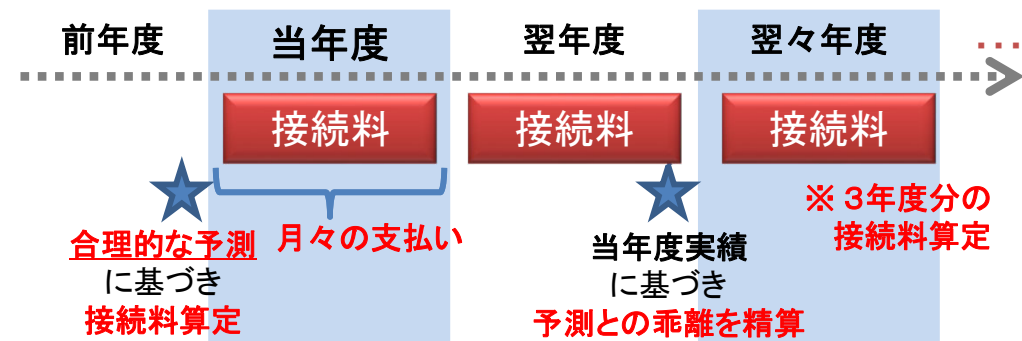 前年度
当年度
翌年度
翌々年度
…
接続料
接続料
接続料
合理的な予測
に基づき
接続料算定
月々の支払い
当年度実績
に基づき
予測との乖離を精算
※３年度分の
接続料算定